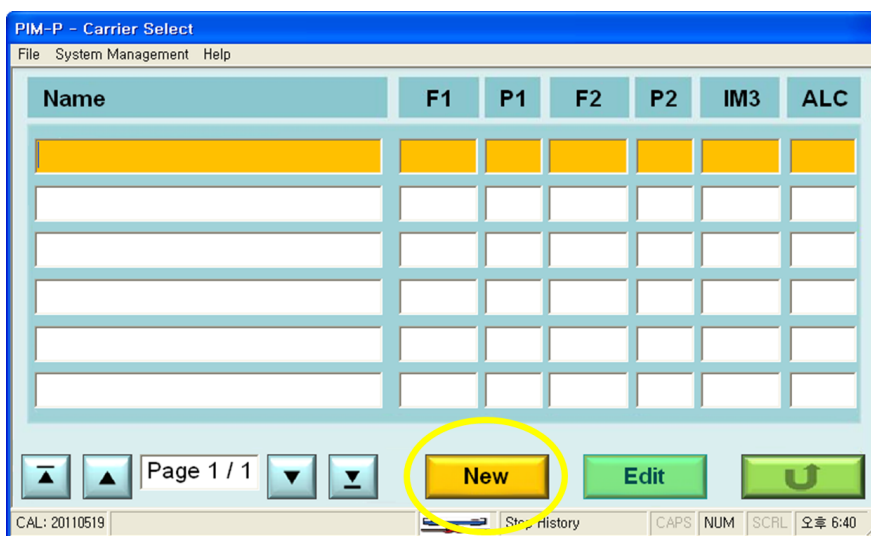 PIM-P - Carrier Select
File System Management Help
Name F1 P1 F2 P2 IM3 ALC
Page 1 / 1 New Edit
CAL: 20110519 Stop History CAPS NUM SCRL 오후 6:40